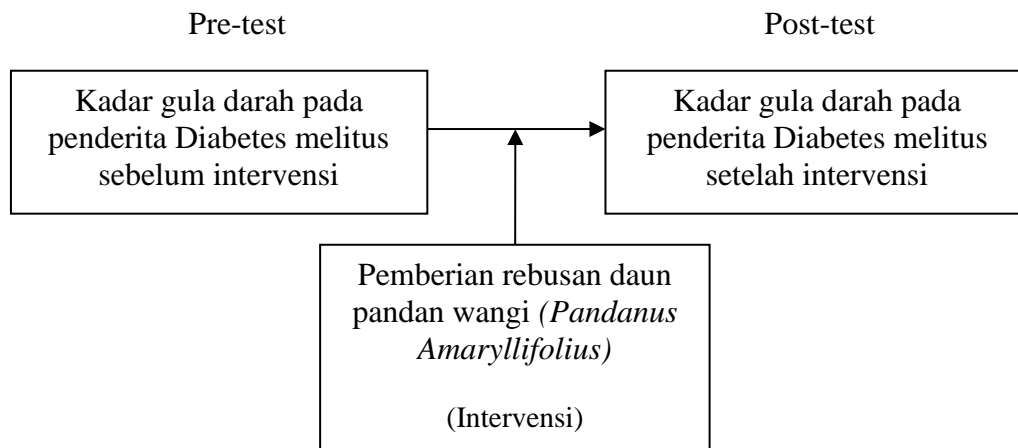 Pre-test
Post-test
Kadar gula darah pada
penderita Diabetes melitus
sebelum intervensi
Kadar gula darah pada
penderita Diabetes melitus
setelah intervensi
Pemberian rebusan daun
pandan wangi (Pandanus
Amaryllifolius)
(Intervensi)